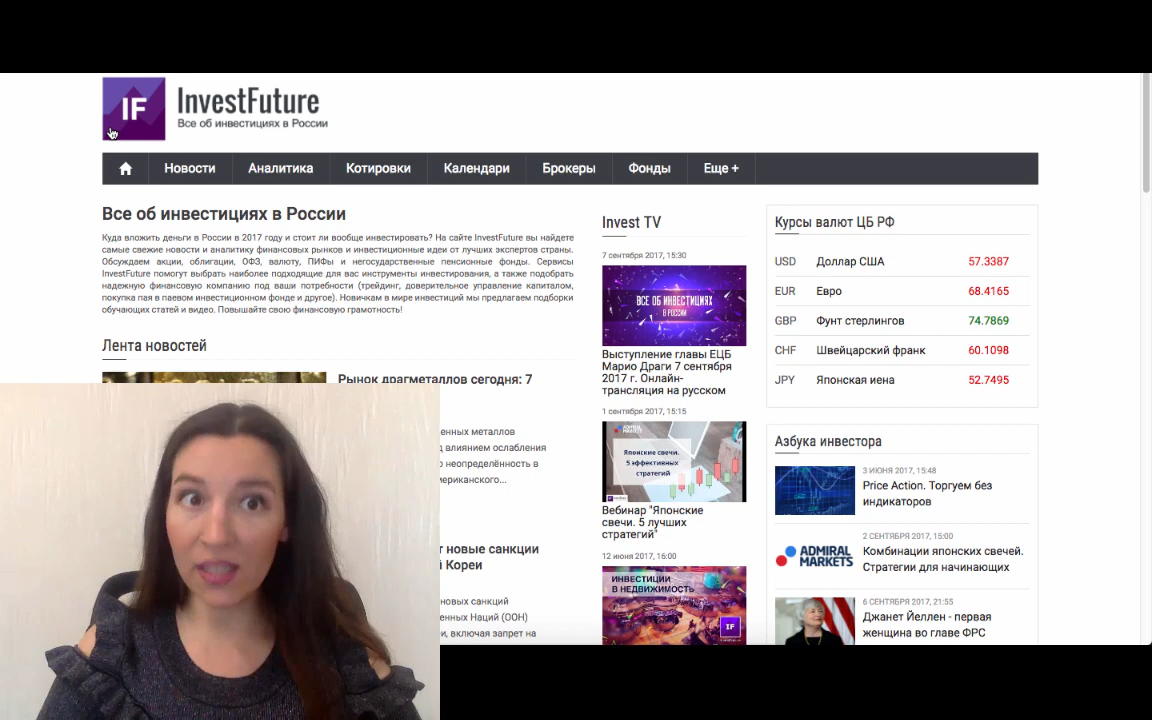 IF
InvestFuture
Все об инвестициях в России
Новости
Аналитика
Котировки
Календари
Брокеры
Фонды
Еще +
Все об инвестициях в России
Куда вложить деньги в России в 2017 году и стоит ли вообще инвестировать? На сайте InvestFuture вы найдете
самые свежие новости и аналитику финансовых рынков и инвестиционные идеи от лучших экспертов страны.
Обсуждаем акции, облигации, ОФЗ, валюту, ПИФы и негосударственные пенсионные фонды. Сервисы
InvestFuture помогут выбрать наиболее подходящие для вас инструменты инвестирования, а также подобрать
надежную финансовую компанию под ваши потребности (трейдинг, доверительное управление капиталом,
покупка пая в паевом инвестиционном фонде и другое). Новичкам в мире инвестиций мы предлагаем подборки
обучающих статей и видео. Повышайте свою финансовую грамотность!
Лента новостей
Рынок драгметаллов сегодня: 7
енных металлов
д влиянием ослабления
о неопределённость в
мериканского...
т новые санкции
й Кореи
новых санкций
енных Наций (ООН)
и, включая запрет на
Invest TV
7 сентября 2017, 15:30
ВСЕ ОБ ИНВЕСТИЦИЯХ
В РОССИИ
Выступление главы ЕЦБ
Марио Драги 7 сентября
2017 г. Онлайн-
трансляция на русском
1 сентября 2017, 15:15
ADMIRAL
MARKETS
Японские свечи.
5 эффективных
стратегий
Вебинар "Японские
свечи. 5 лучших
стратегий"
12 июня 2017, 16:00
ИНВЕСТИЦИИ
В НЕДВИЖИМОСТЬ
IF
Курсы валют ЦБ РФ
USD Доллар США 57.3387
EUR Евро 68.4165
GBP Фунт стерлингов 74.7869
CHF Швейцарский франк 60.1098
JPY Японская иена 52.7495
Азбука инвестора
3 ИЮНЯ 2017, 15:48
Price Action. Торгуем без
индикаторов
2 СЕНТЯБРЯ 2017, 15:00
ADMIRAL
MARKETS
Комбинации японских свечей.
Стратегии для начинающих
6 СЕНТЯБРЯ 2017, 21:55
Джанет Йеллен - первая
женщина во главе ФРС